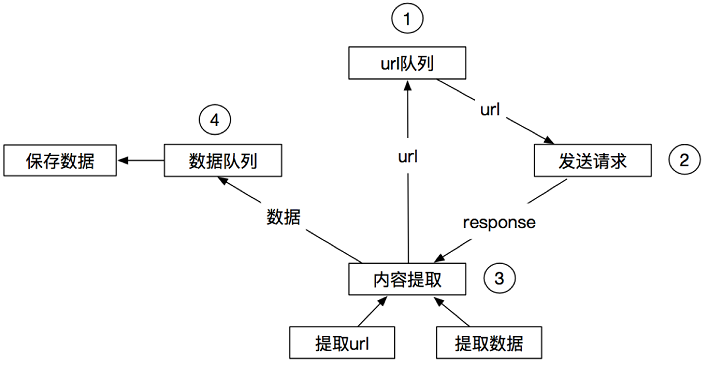 1
url队列
url
4
保存数据
数据队列
url
发送请求
2
数据
response
内容提取
3
提取url
提取数据